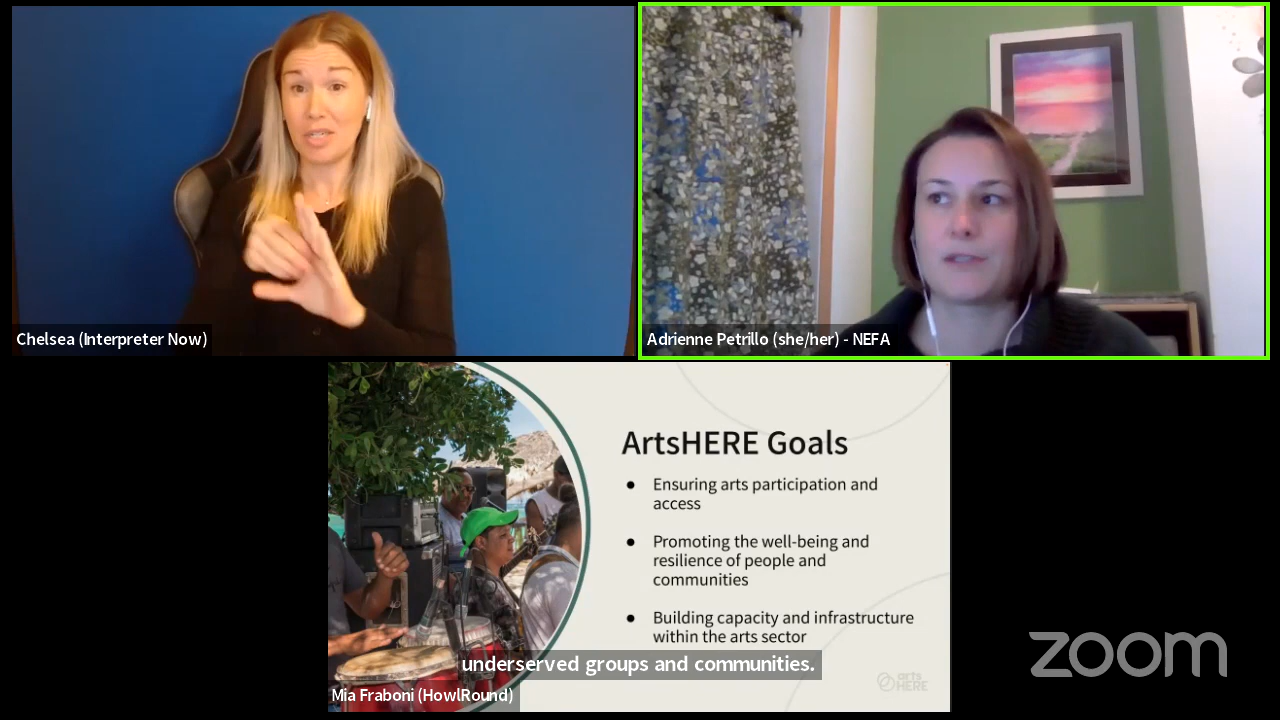 Chelsea (Interpreter Now)
Adrienne Petrillo (she/her) - NEFA
ArtsHERE Goals
● Ensuring arts participation and
access
● Promoting the well-being and
resilience of people and
communities
● Building capacity and infrastructure
within the arts sector
underserved groups and communities.
Mia Fraboni (HowlRound)
arts
HERE
zoom